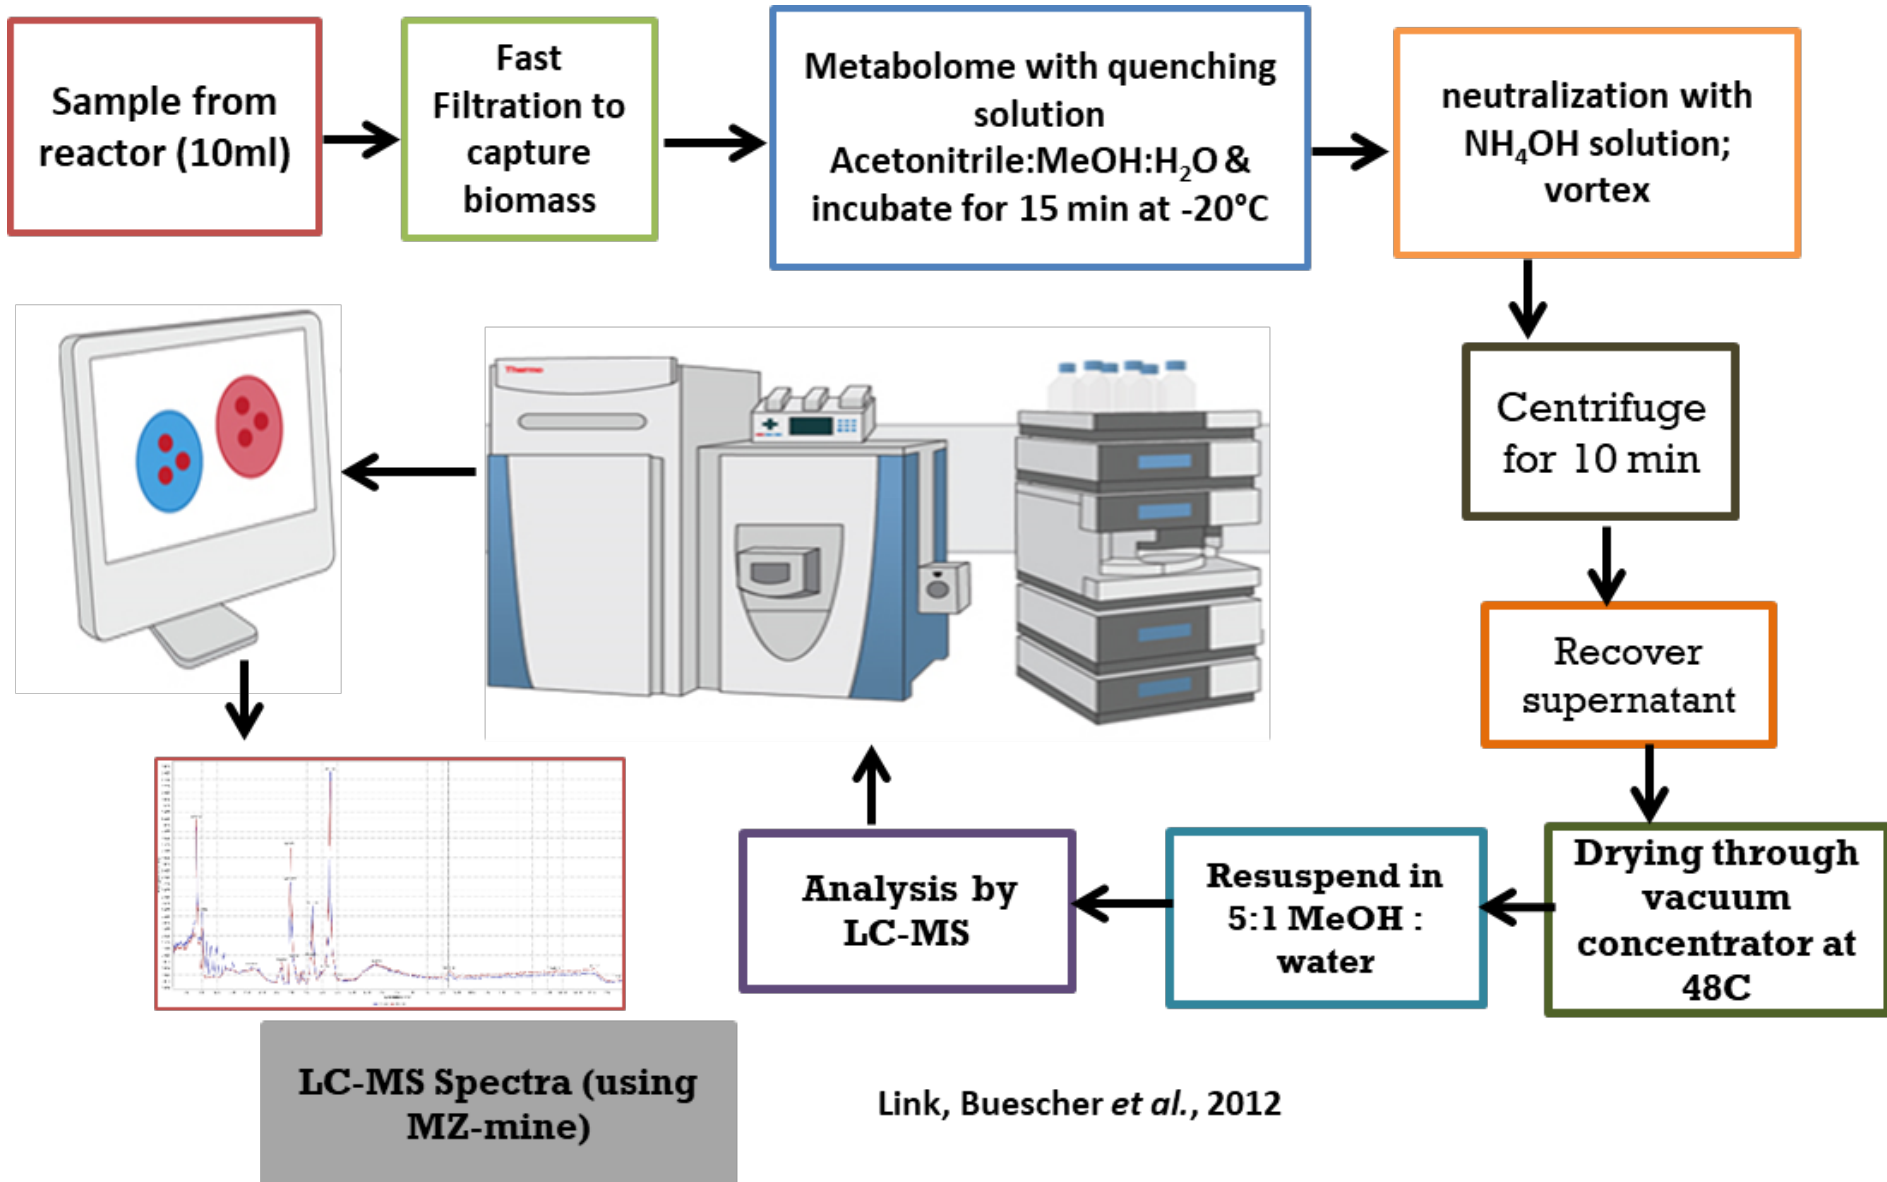 Sample from
reactor (10ml)
Fast
Filtration to
capture
biomass
Metabolome with quenching
solution
Acetonitrile:MeOH:H₂O &
incubate for 15 min at -20°C
neutralization with
NH₄OH solution;
vortex
Centrifuge
for 10 min
Recover
supernatant
Drying through
vacuum
concentrator at
48C
Resuspend in
5:1 MeOH :
water
Analysis by
LC-MS
Thermo
LC-MS Spectra (using
MZ-mine)
Link, Buescher et al., 2012